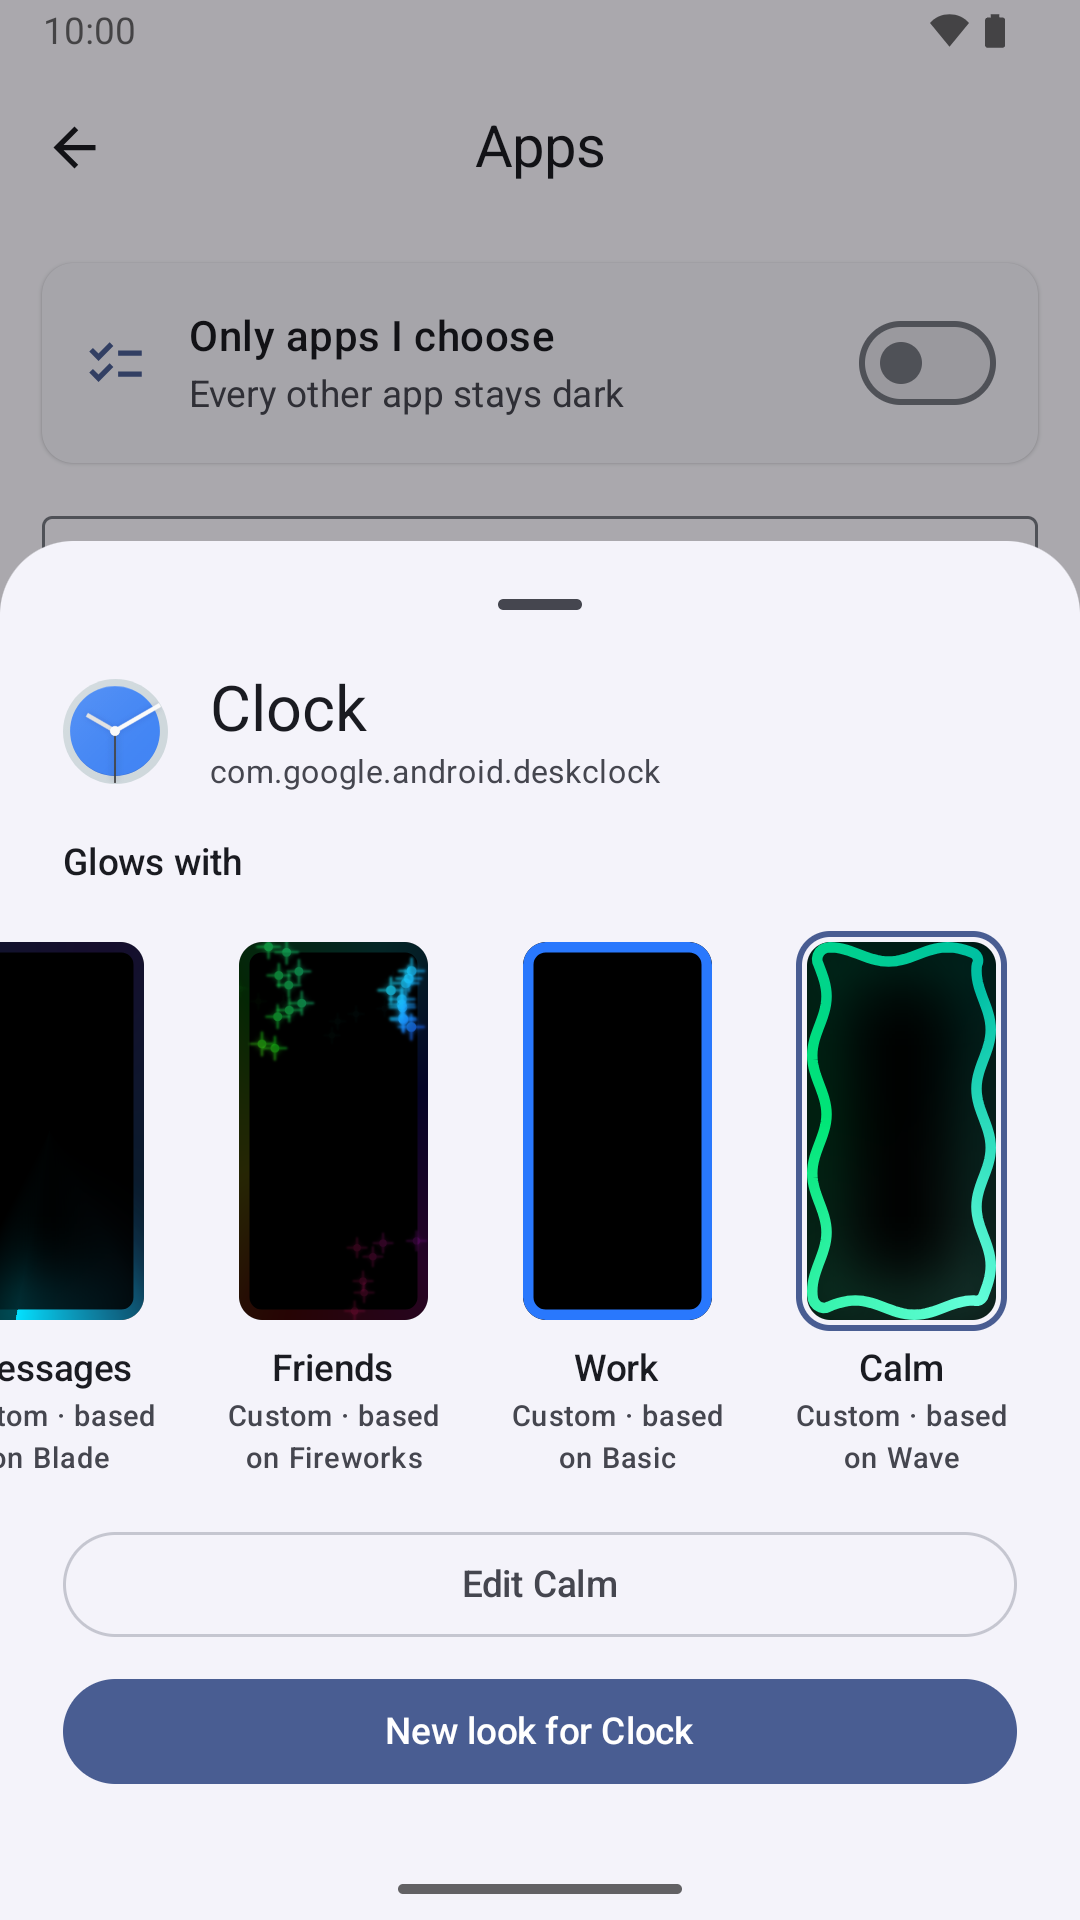 10:00
Apps
Only apps I choose
Every other app stays dark
Clock
com.google.android.deskclock
Glows with
essages
tom · based
on Blade
Friends
Custom · based
on Fireworks
Work
Custom · based
on Basic
Calm
Custom · based
on Wave
Edit Calm
New look for Clock